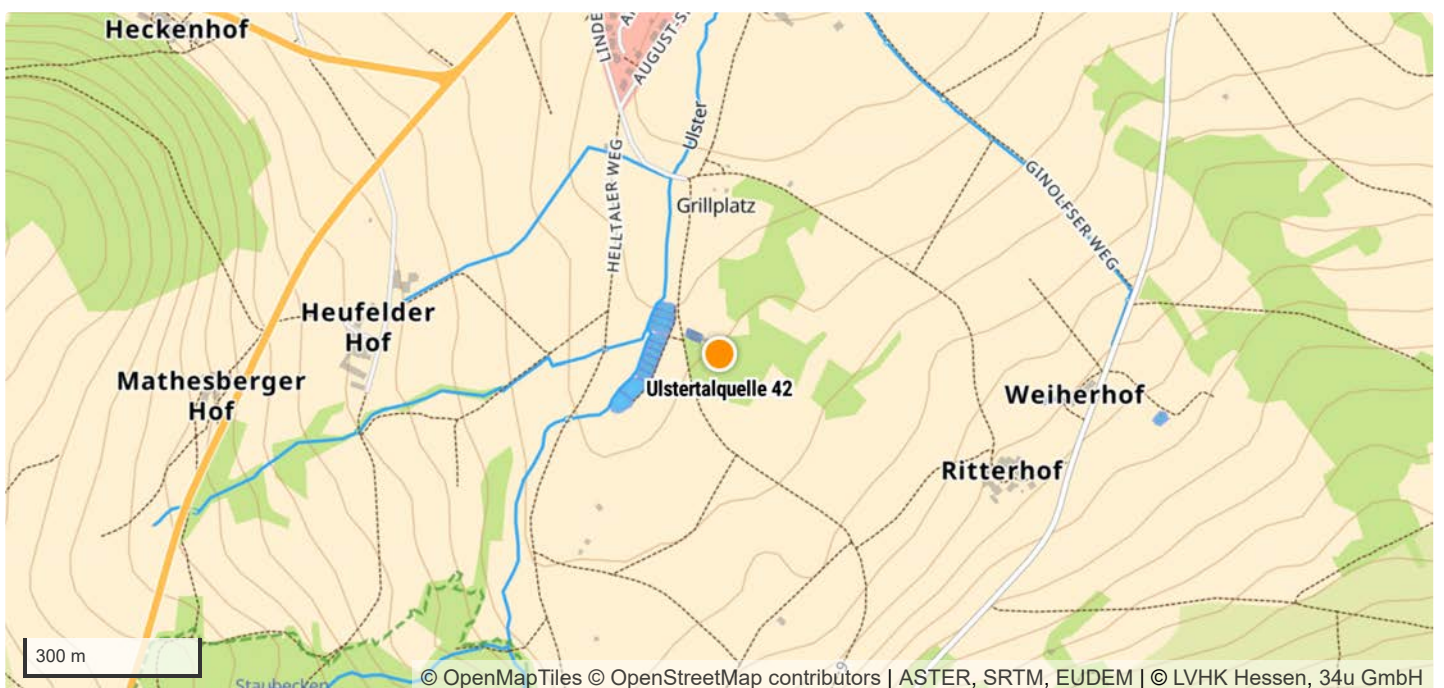 Heckenhof
LINDE
AUGUST-S
Ulster
HELLTALER WEG
Grillplatz
GINOLFSER WEG
Heufelder
Hof
Mathesberger
Hof
Ulstertalquelle 42
Weiherhof
Ritterhof
300 m
Staubecken
© OpenMapTiles © OpenStreetMap contributors | ASTER, SRTM, EUDEM | © LVHK Hessen, 34u GmbH